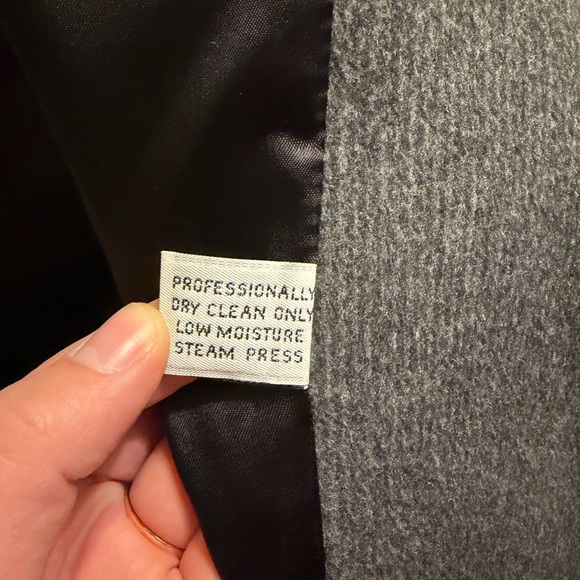 PROFESSIONALLY
DRY CLEAN ONLY
LOW MOISTURE
STEAM PRESS